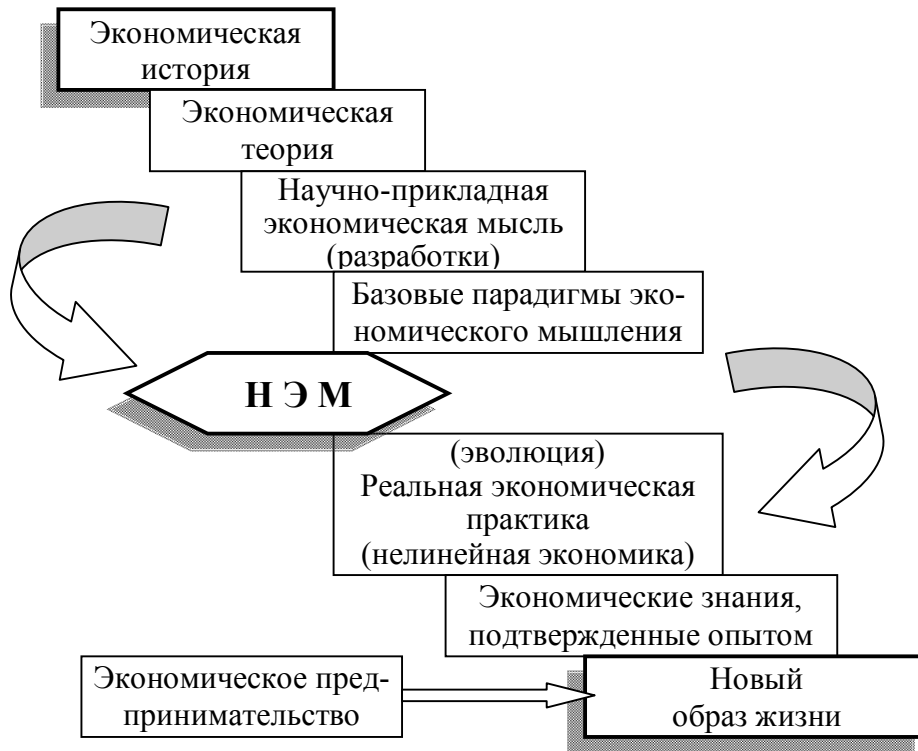 Экономическая
история
Экономическая
теория
Научно-прикладная
экономическая мысль
(разработки)
Базовые парадигмы эко-
номического мышления
Н Э М
(эволюция)
Реальная экономическая
практика
(нелинейная экономика)
Экономические знания,
подтвержденные опытом
Экономическое пред-
принимательство
Новый
образ жизни